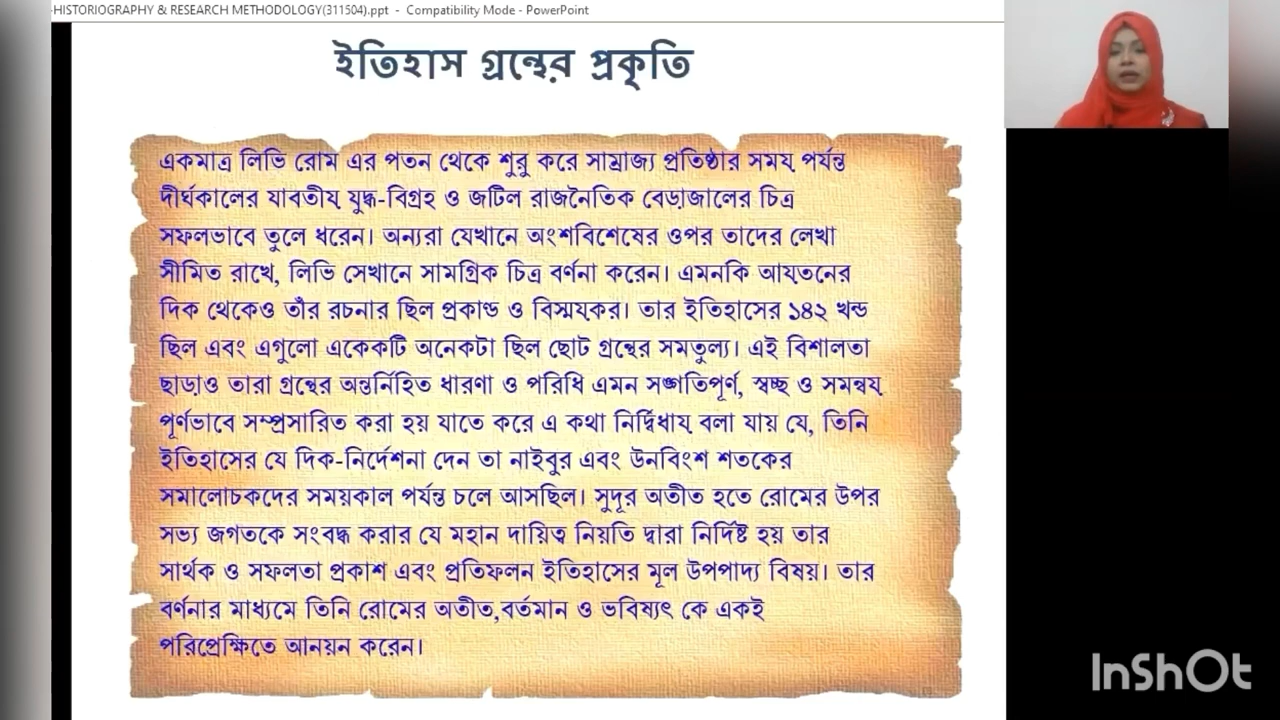 -HISTORIOGRAPHY & RESEARCH METHODOLOGY(311504).ppt - Compatibility Mode - PowerPoint
ইতিহাস গ্রন্থের প্রকৃতি
একমাত্র লিভি রোম এর পতন থেকে শুরু করে সাম্রাজ্য প্রতিষ্ঠার সময্ পর্যন্ত
দীর্ঘকালের যাবতীয্ যুদ্ধ-বিগ্রহ ও জটিল রাজনৈতিক বেড়াজালের চিত্র
সফলভাবে তুলে ধরেন। অন্যরা যেখানে অংশবিশেষের ওপর তাদের লেখা
সীমিত রাখে, লিভি সেখানে সামগ্রিক চিত্র বর্ণনা করেন। এমনকি আয্তনের
দিক থেকেও তাঁর রচনার ছিল প্রকাণ্ড ও বিস্ময্কর। তার ইতিহাসের ১৪২ খন্ড
ছিল এবং এগুলো একেকটি অনেকটা ছিল ছোট গ্রন্থের সমতুল্য। এই বিশালতা
ছাড়াও তারা গ্রন্থের অন্তর্নিহিত ধারণা ও পরিধি এমন সঙ্গতিপূর্ণ, স্বচ্ছ ও সমন্বয্
পূর্ণভাবে সম্প্রসারিত করা হয় যাতে করে এ কথা নির্দ্বিধায্ বলা যায় যে, তিনি
ইতিহাসের যে দিক-নির্দেশনা দেন তা নাইবুর এবং উনবিংশ শতকের
সমালোচকদের সময়কাল পর্যন্ত চলে আসছিল। সুদূর অতীত হতে রোমের উপর
সভ্য জগতকে সংবদ্ধ করার যে মহান দায়িত্ব নিয়তি দ্বারা নির্দিষ্ট হয় তার
সার্থক ও সফলতা প্রকাশ এবং প্রতিফলন ইতিহাসের মূল উপপাদ্য বিষয়। তার
বর্ণনার মাধ্যমে তিনি রোমের অতীত,বর্তমান ও ভবিষ্যৎ কে একই
পরিপ্রেক্ষিতে আনয়ন করেন।
InShOt